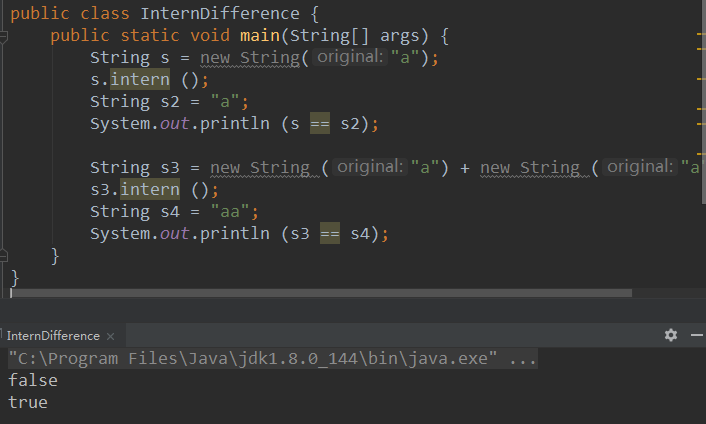 public class InternDifference {
public static void main(String[] args) {
String s = new String( original: "a");
s.intern ();
String s2 = "a";
System.out.println (s == s2);
String s3 = new String ( original: "a") + new String ( original: "a
s3.intern ();
String s4 = "aa";
System.out.println (s3 == s4);
}
}
InternDifference ×
"C:\Program Files\Java\jdk1.8.0_144\bin\java.exe" ...
false
true